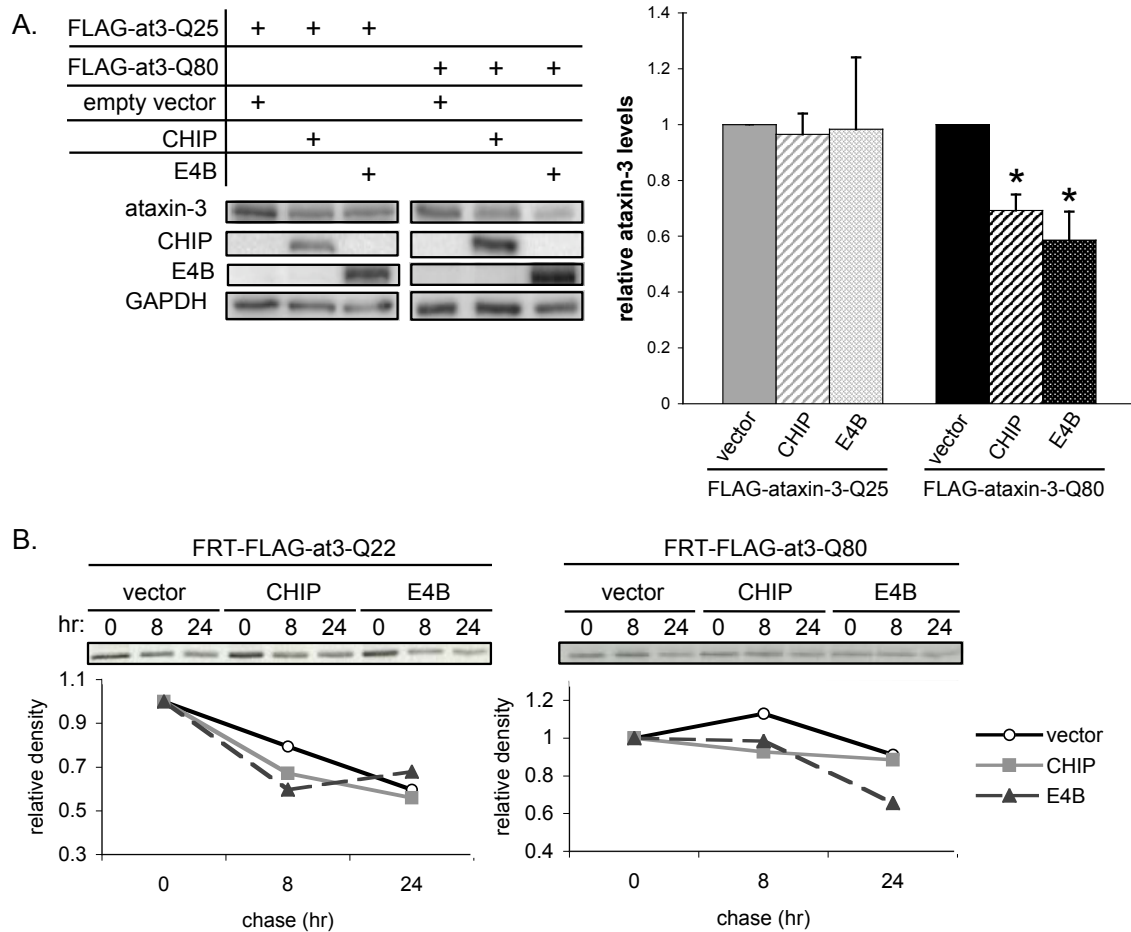 A.
FLAG-at3-Q25 + + +
FLAG-at3-Q80 + + +
empty vector + +
CHIP + +
E4B + +
ataxin-3
CHIP
E4B
GAPDH
relative ataxin-3 levels
1.4
1.2
1
0.8
0.6
0.4
0.2
0
* *
vector CHIP E4B vector CHIP E4B
FLAG-ataxin-3-Q25 FLAG-ataxin-3-Q80
B.
FRT-FLAG-at3-Q22
vector CHIP E4B
hr: 0 8 24 0 8 24 0 8 24
relative density
1.1
0.9
0.7
0.5
0.3
0 8 24
chase (hr)
FRT-FLAG-at3-Q80
vector CHIP E4B
0 8 24 0 8 24 0 8 24
relative density
1.2
1
0.8
0.6
0.4
0 8 24
chase (hr)
vector
CHIP
E4B